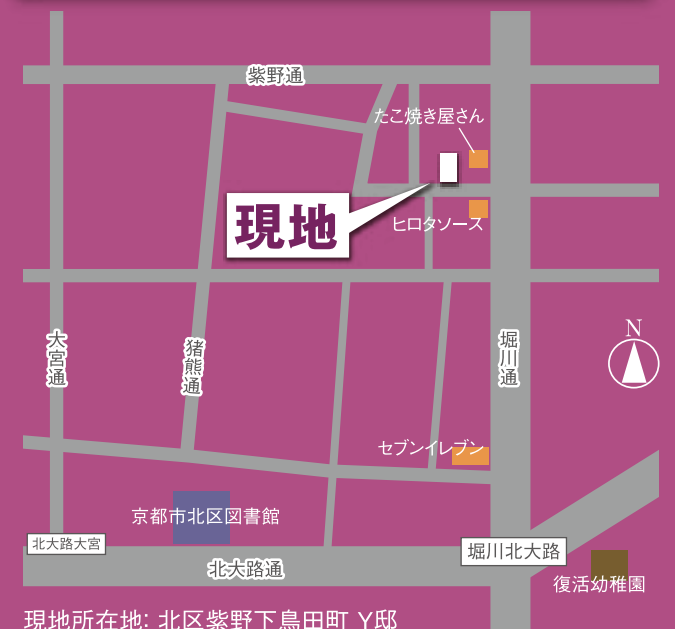 紫野通
たこ焼き屋さん
現地
ヒロタソース
大宮通
猪熊通
堀川通
N
セブンイレブン
京都市北区図書館
北大路大宮
堀川北大路
北大路通
復活幼稚園
現地所在地: 北区紫野下鳥田町 Y邸